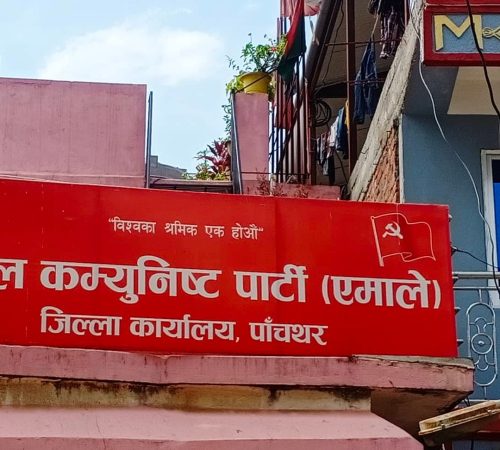 "विश्वका श्रमिक एक होऔ"
ल कम्युनिष्ट पार्टी (एमाले)
जिल्ला कार्यालय, पाँचथर
M